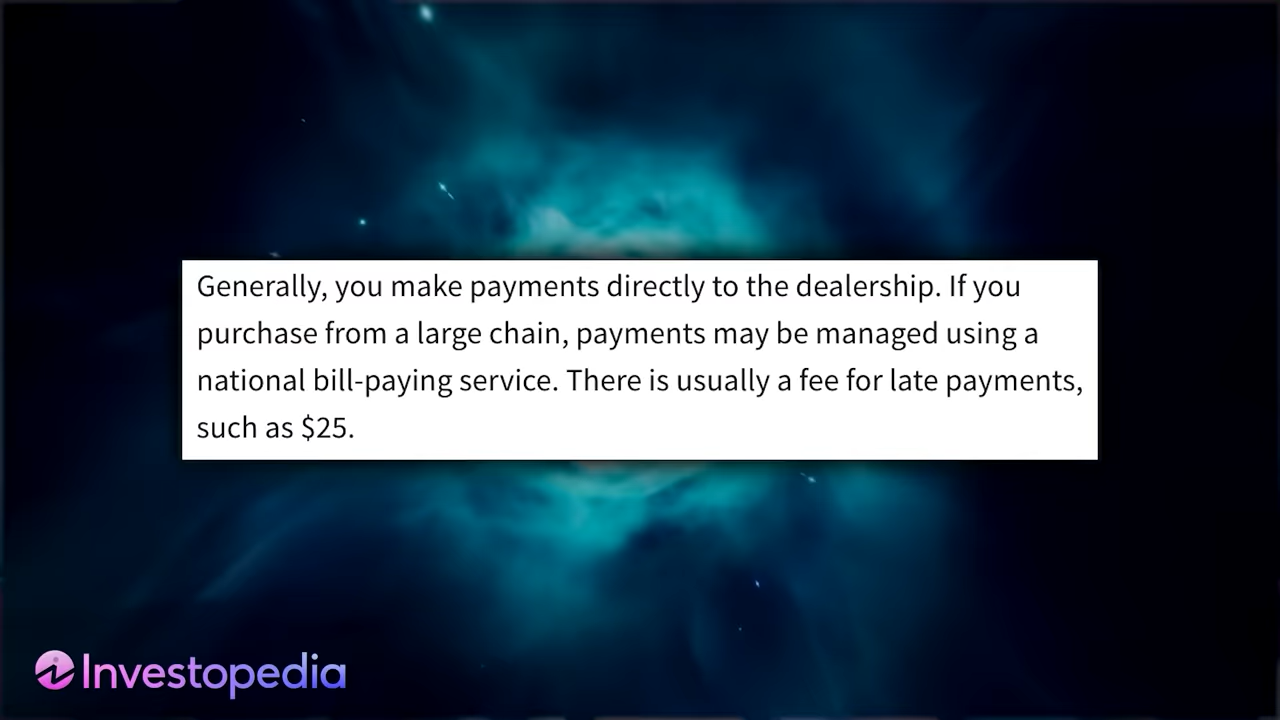 Generally, you make payments directly to the dealership. If you
purchase from a large chain, payments may be managed using a
national bill-paying service. There is usually a fee for late payments,
such as $25.
Investopedia